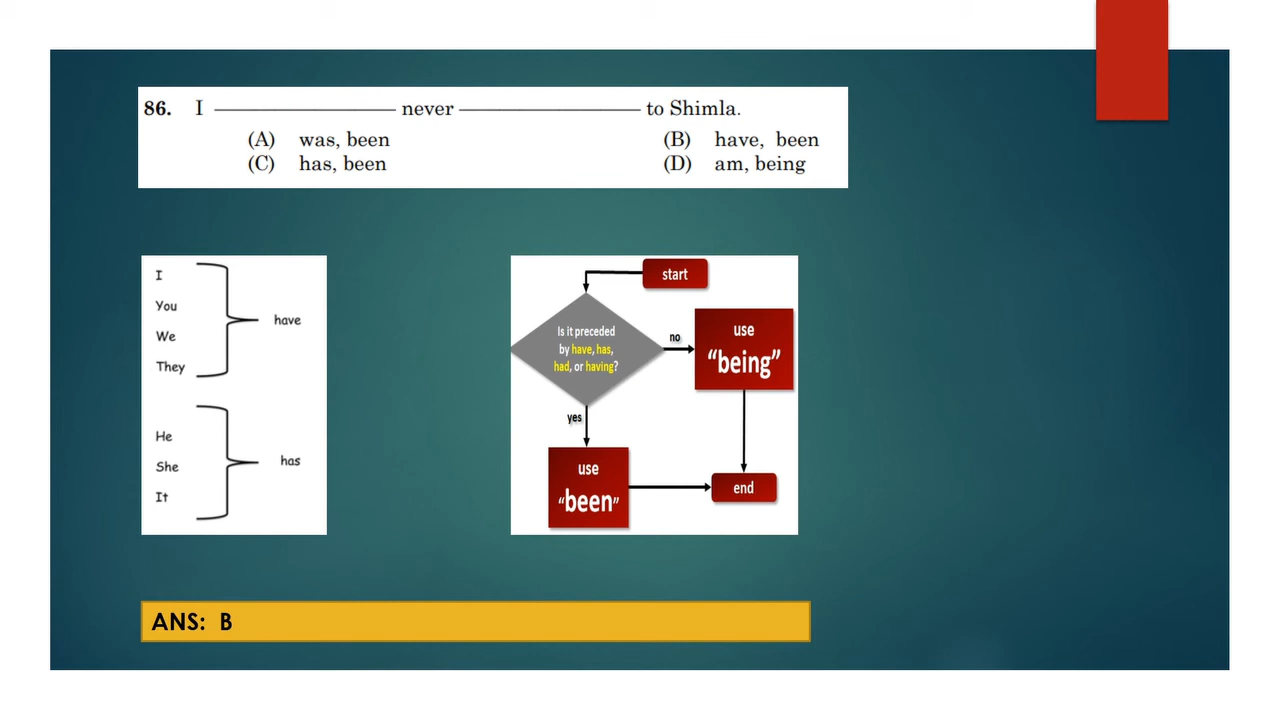 86. I ———————— never ———————— to Shimla.
(A) was, been (B) have, been
(C) has, been (D) am, being
I
You
We
They
have
He
She
It
has
start
Is it preceded
by have, has,
had, or having?
no
use
"being"
yes
use
"been"
end
ANS: B